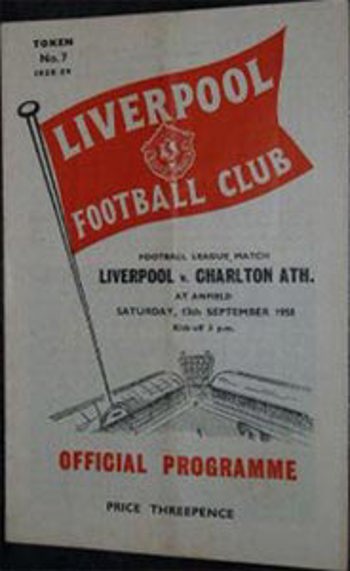 TOKEN
No. 7
1958-59
LIVERPOOL
FOOTBALL CLUB
FOOTBALL LEAGUE MATCH
LIVERPOOL v. CHARLTON ATH.
AT ANFIELD
SATURDAY, 13th SEPTEMBER 1958
Kick-off 3 p.m.
OFFICIAL PROGRAMME
PRICE THREEPENCE